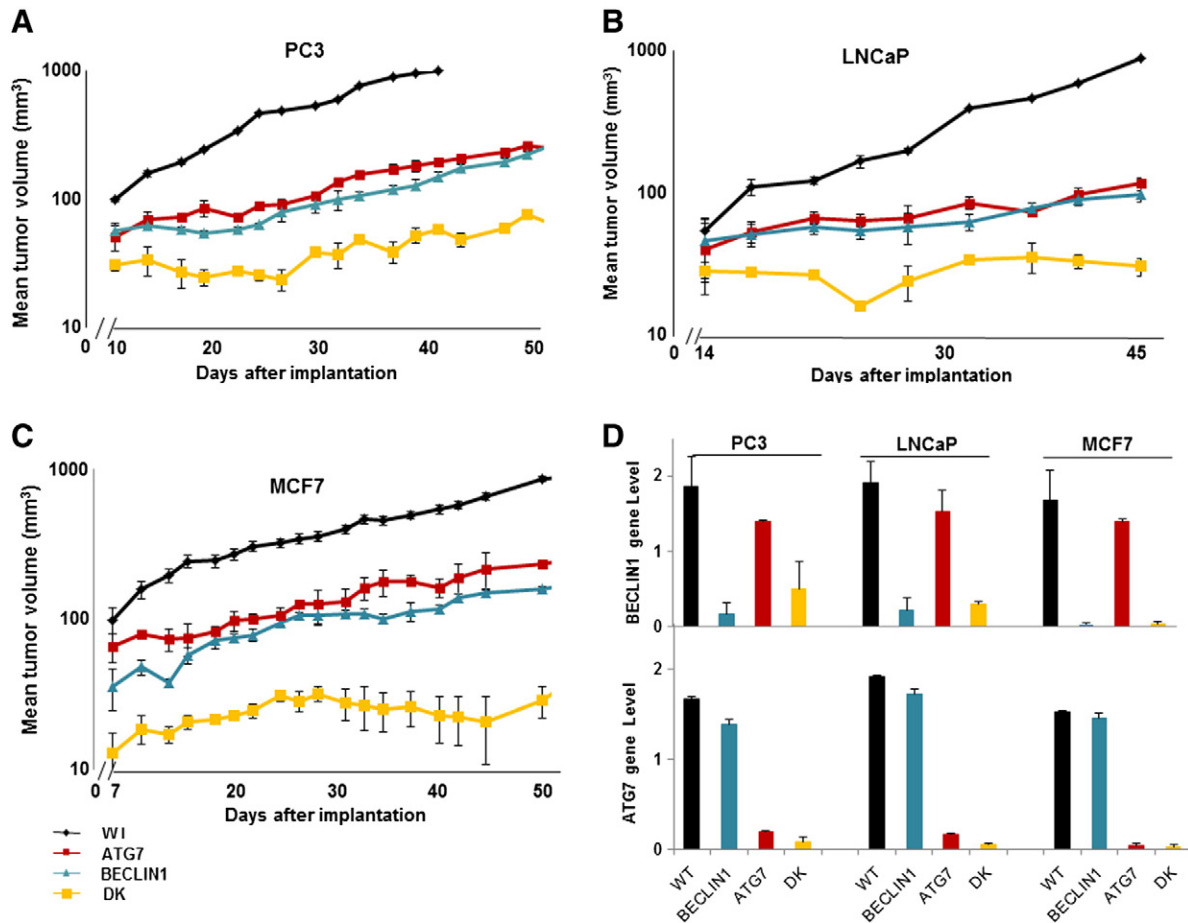 A
PC3
Mean tumor volume (mm³)
1000
100
10
0 10 20 30 40 50
Days after implantation
B
LNCaP
Mean tumor volume (mm³)
1000
100
10
0 14 30 45
Days after implantation
C
MCF7
Mean tumor volume (mm³)
1000
100
10
0 7 20 30 40 50
Days after implantation
WT
ATG7
BECLIN1
DK
D
PC3 LNCaP MCF7
BECLIN1 gene Level
2
1
0
ATG7 gene Level
2
1
0
WT BECLIN1 ATG7 DK WT BECLIN1 ATG7 DK WT BECLIN1 ATG7 DK